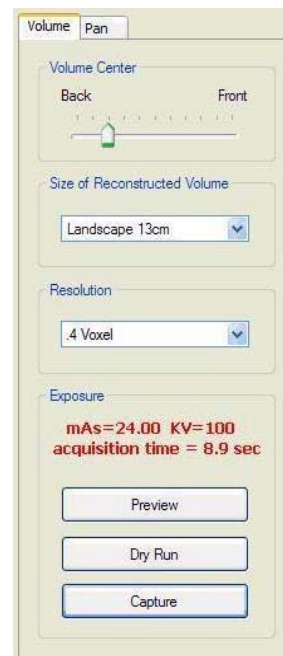 Volume Pan
Volume Center
Back Front
Size of Reconstructed Volume
Landscape 13cm
Resolution
.4 Voxel
Exposure
mAs=24.00 KV=100
acquisition time = 8.9 sec
Preview
Dry Run
Capture